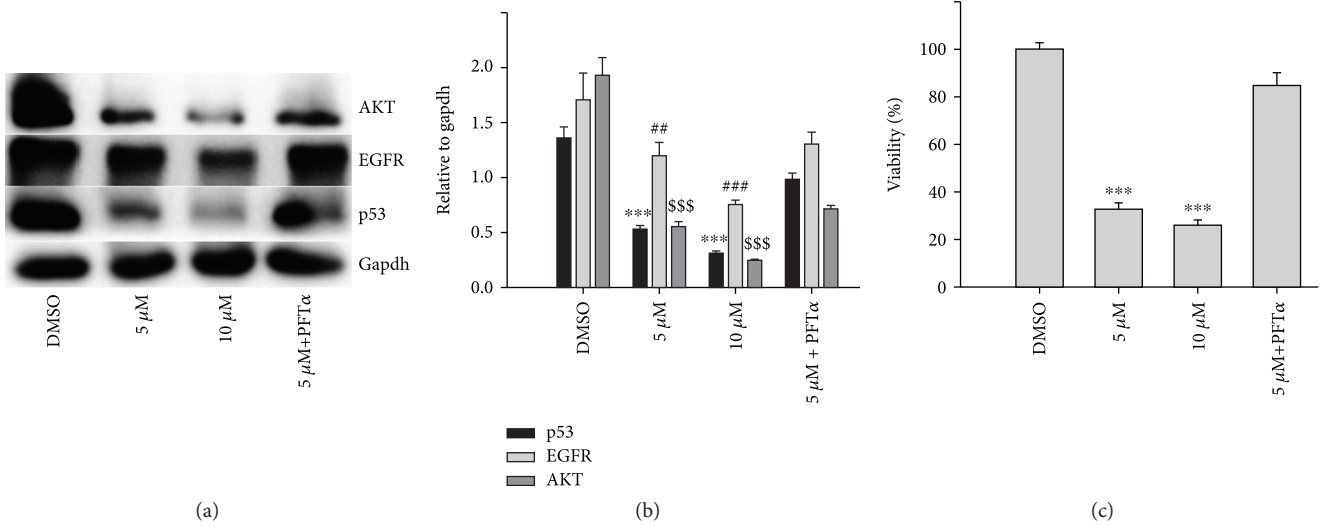 AKT
EGFR
p53
Gapdh
DMSO
5 μM
10 μM
5 μM+PFTα
(a)
Relative to gapdh
2.0
1.5
1.0
0.5
0.0
***
##
$$$
***
###
$$$
DMSO
5 μM
10 μM
5 μM + PFTα
p53
EGFR
AKT
(b)
Viability (%)
100
80
60
40
20
0
***
***
DMSO
5 μM
10 μM
5 μM+PFTα
(c)